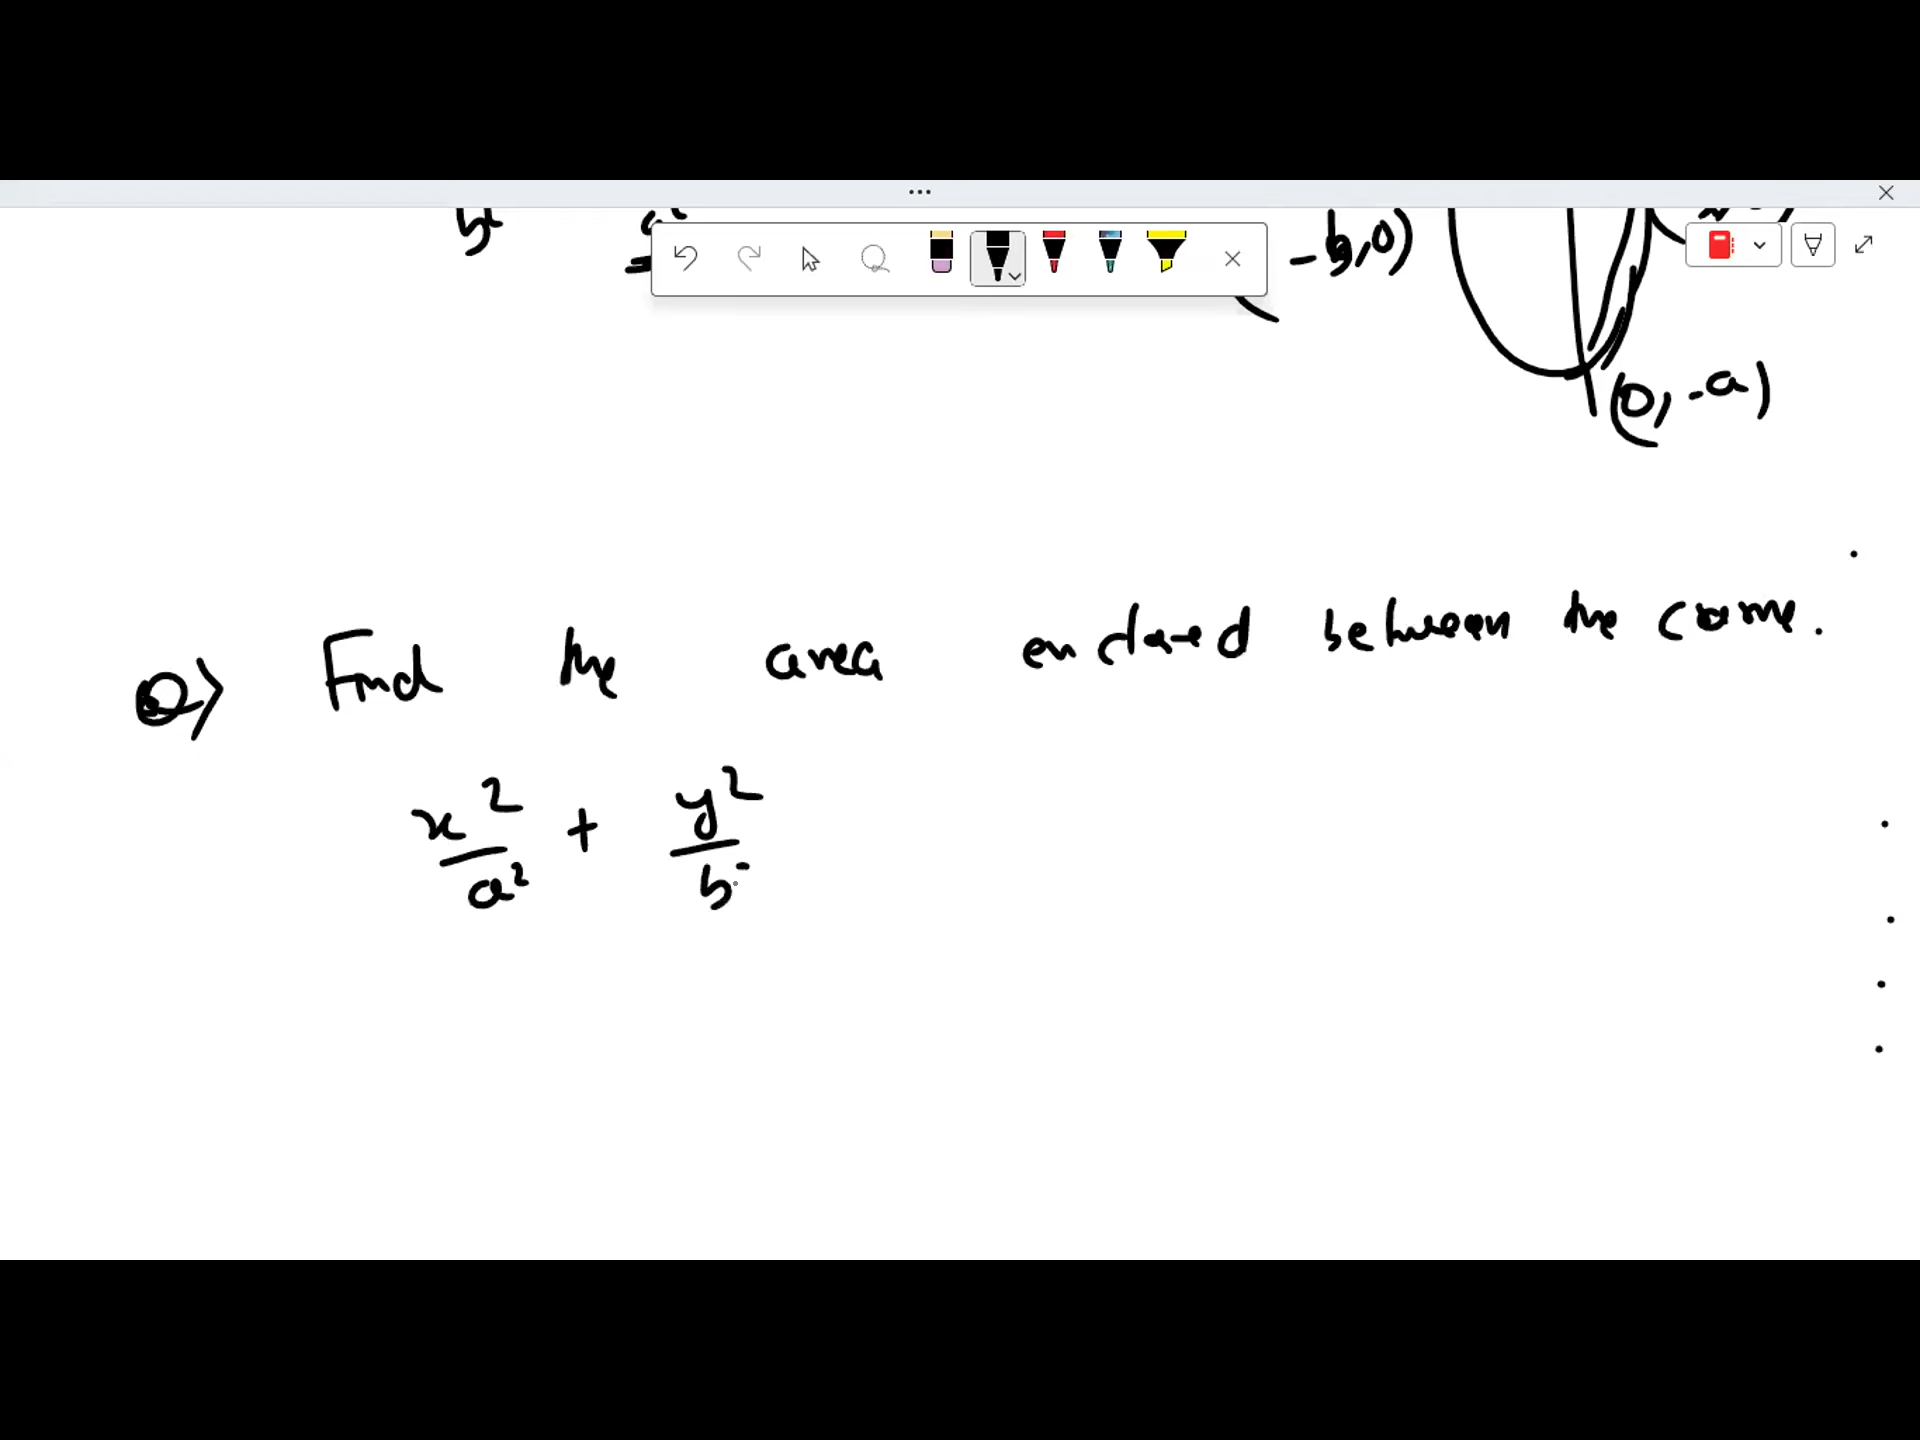 b²
-b,0)
(0, -a)
Q) Find the area enclosed between the curve.
x²/a² + y²/b